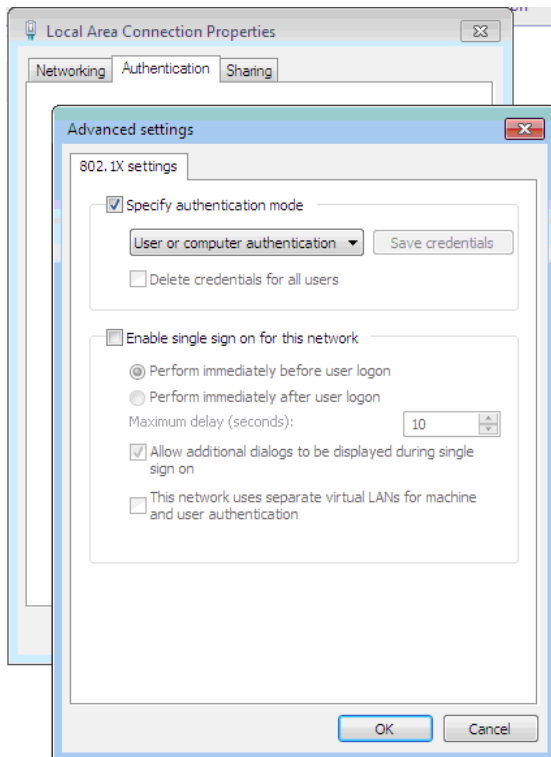 Local Area Connection Properties
Networking
Authentication
Sharing
Advanced settings
802.1X settings
Specify authentication mode
User or computer authentication
Save credentials
Delete credentials for all users
Enable single sign on for this network
Perform immediately before user logon
Perform immediately after user logon
Maximum delay (seconds):
10
Allow additional dialogs to be displayed during single
sign on
This network uses separate virtual LANs for machine
and user authentication
OK
Cancel